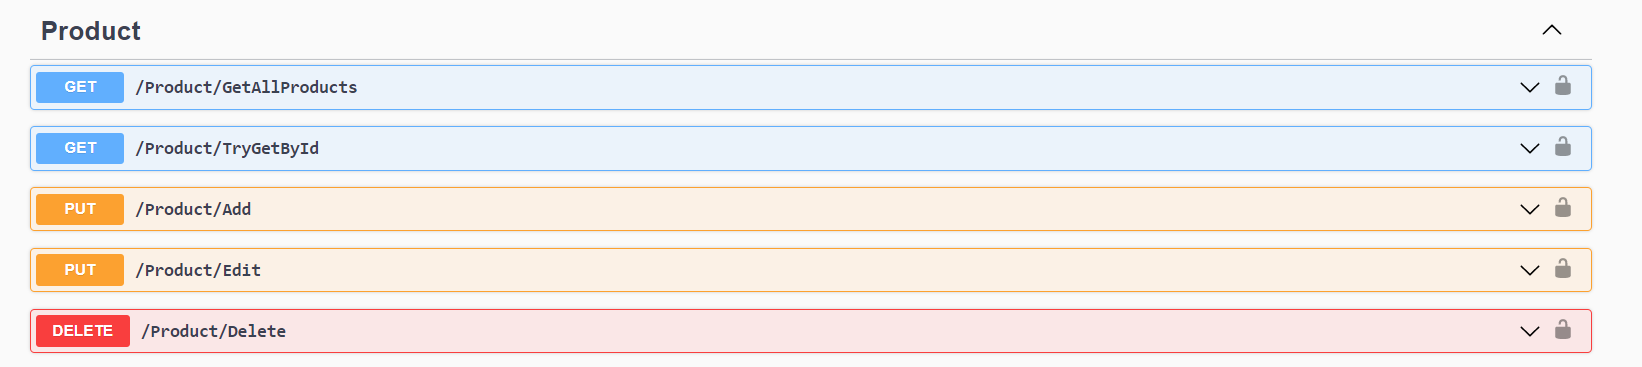 Product
GET /Product/GetAllProducts
GET /Product/TryGetById
PUT /Product/Add
PUT /Product/Edit
DELETE /Product/Delete